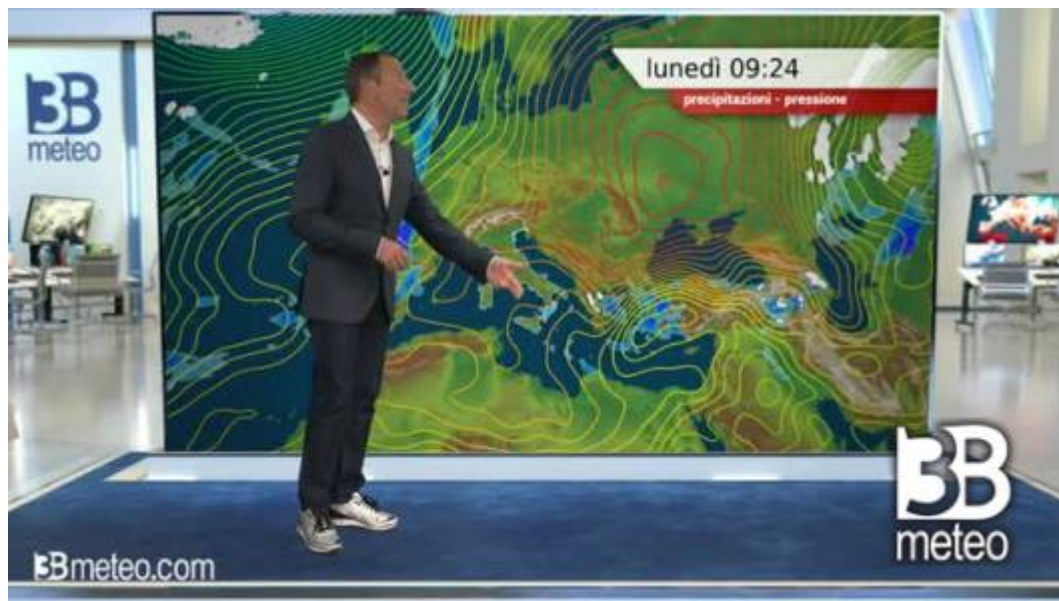 3B
meteo
lunedì 09:24
precipitazioni - pressione
3B
meteo
3Bmeteo.com